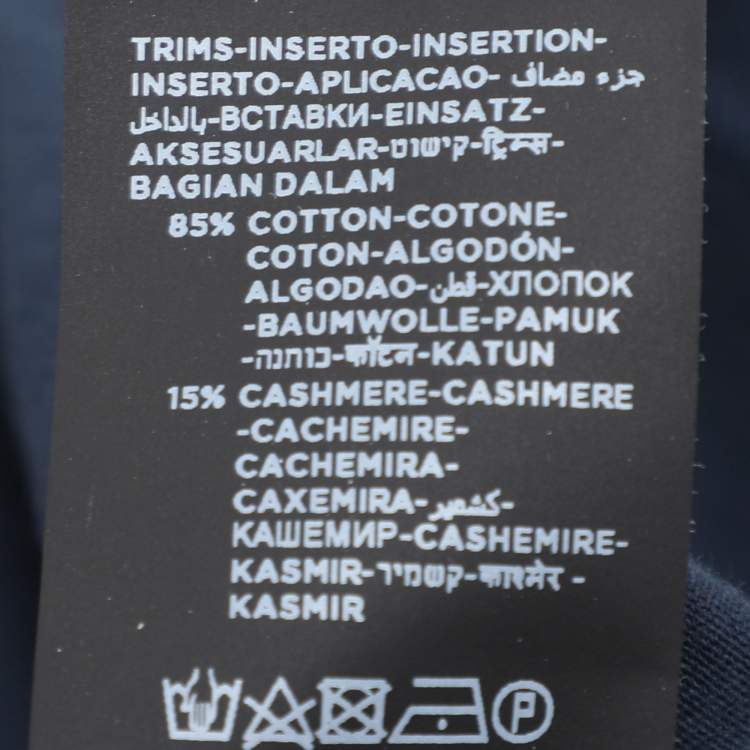 TRIMS-INSERTO-INSERTION-
INSERTO-APLICACAO- جزء مضاف
بالداخل-ВСТАВКИ-EINSATZ-
AKSESUARLAR-קישוט-ट्रिम्स-
BAGIAN DALAM
85% COTTON-COTONE-
COTON-ALGODÓN-
ALGODAO-قطن-ХЛОПОК
-BAUMWOLLE-PAMUK
-כותנה-कॉटन-KATUN
15% CASHMERE-CASHMERE
-CACHEMIRE-
CACHEMIRA-
CAXEMIRA-كشمير-
КАШЕМИР-CASHEMIRE-
KASMIR-קשמיר-काश्मेर -
KASMIR
P